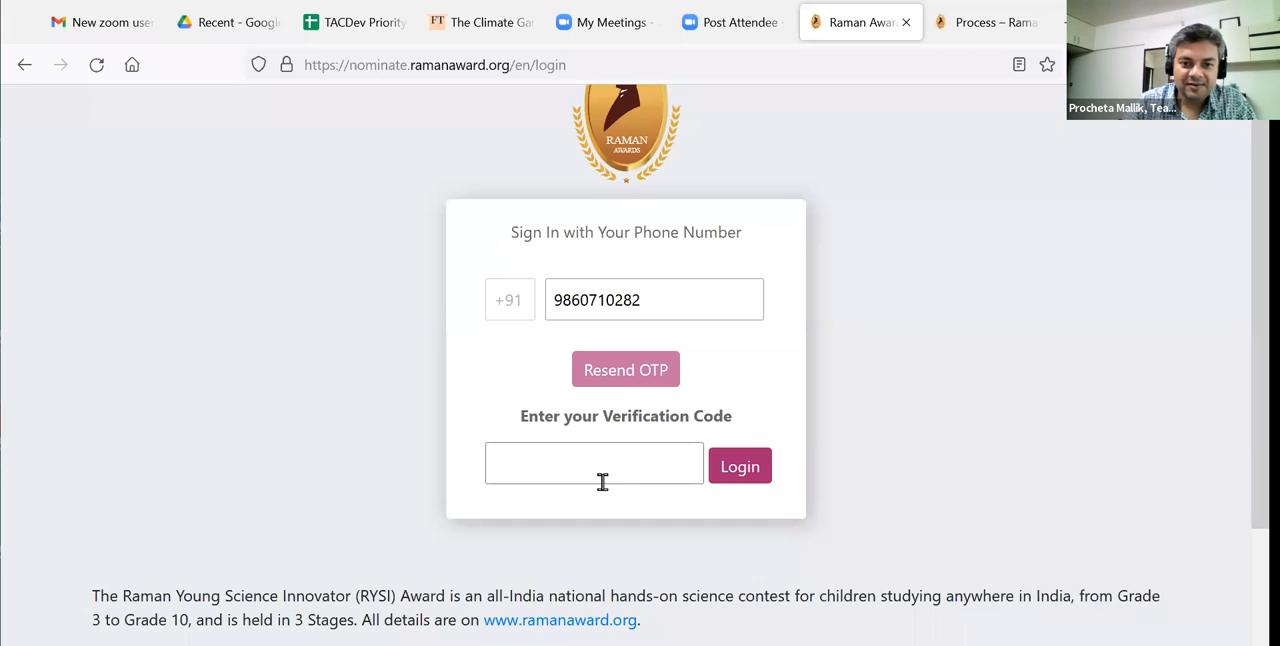 New zoom use
Recent - Google
TACDev Priority
FT
The Climate Ga
My Meetings -
Post Attendee -
Raman Awar
Process – Rama
https://nominate.ramanaward.org/en/login
Procheta Mallik, Tea...
RAMAN
AWARDS
Sign In with Your Phone Number
+91
9860710282
Resend OTP
Enter your Verification Code
Login
The Raman Young Science Innovator (RYSI) Award is an all-India national hands-on science contest for children studying anywhere in India, from Grade
3 to Grade 10, and is held in 3 Stages. All details are on www.ramanaward.org.